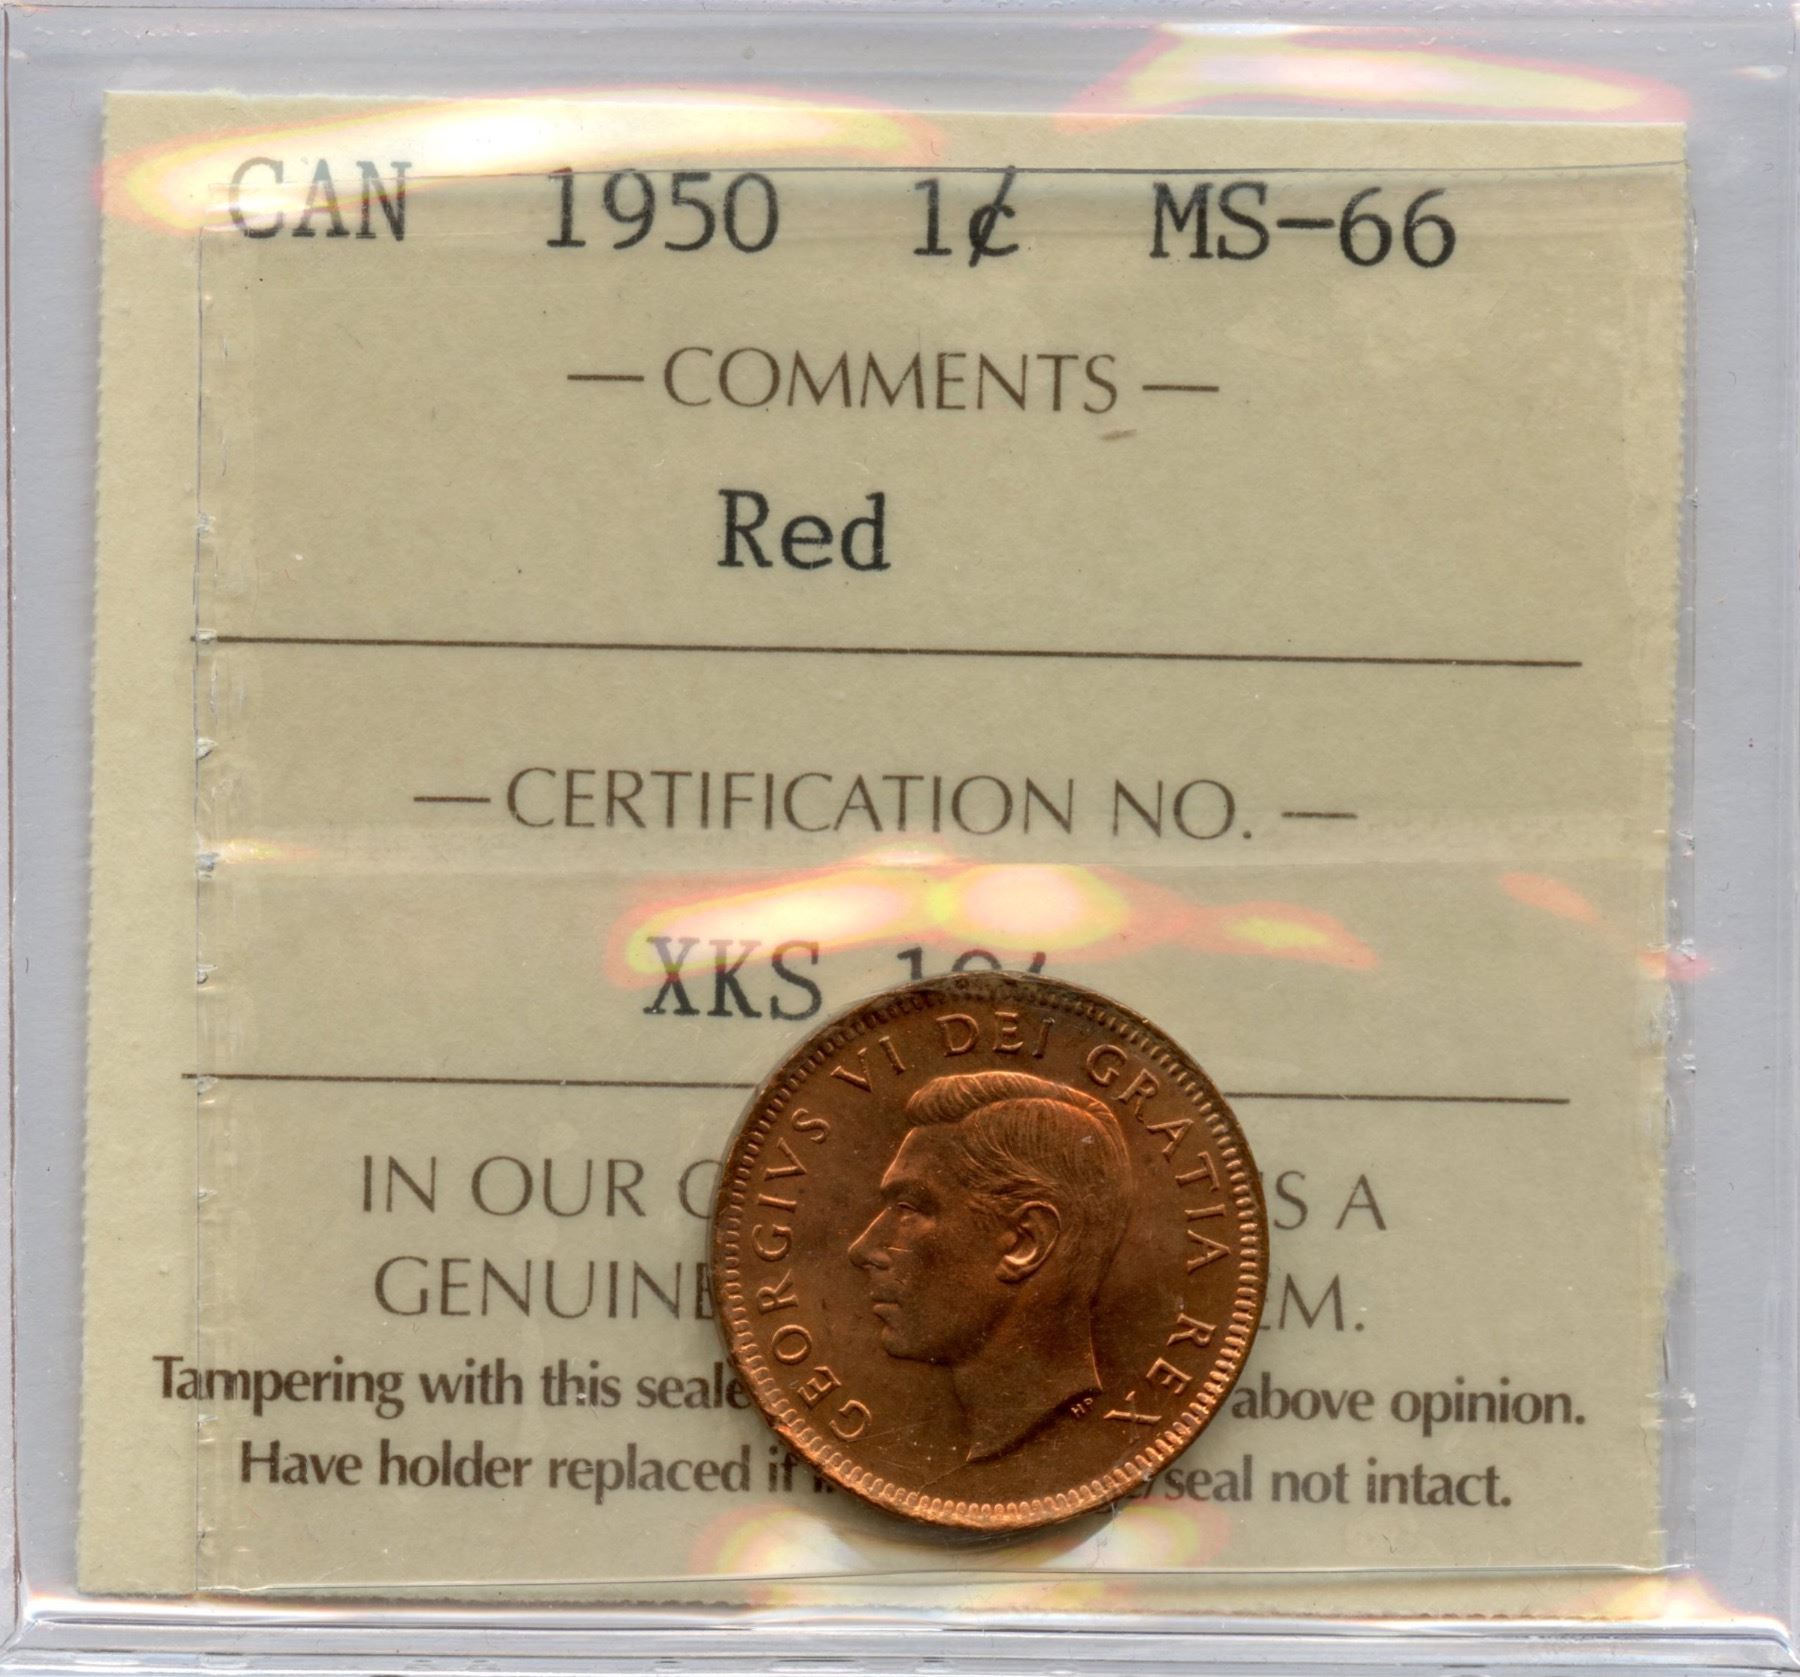 CAN 1950 1¢ MS-66
— COMMENTS —
Red
— CERTIFICATION NO. —
XKS
IN OUR S A
GENUINE
Tampering with this above opinion.
Have holder replaced if seal not intact.
GEORGIVS VI DEI GRATIA REX
HP